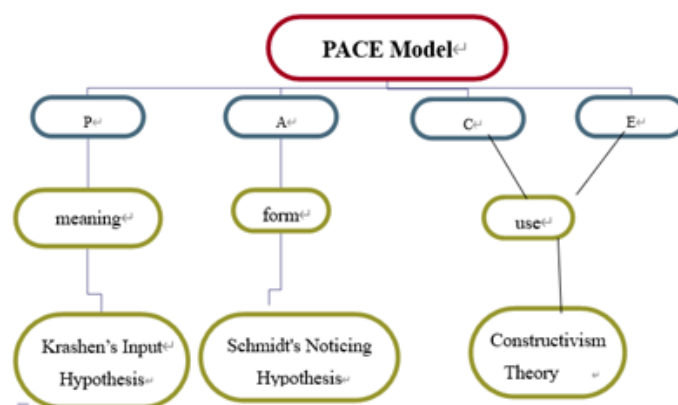 PACE Model
P
A
C
E
meaning
form
use
Krashen's Input
Hypothesis
Schmidt's Noticing
Hypothesis
Constructivism
Theory